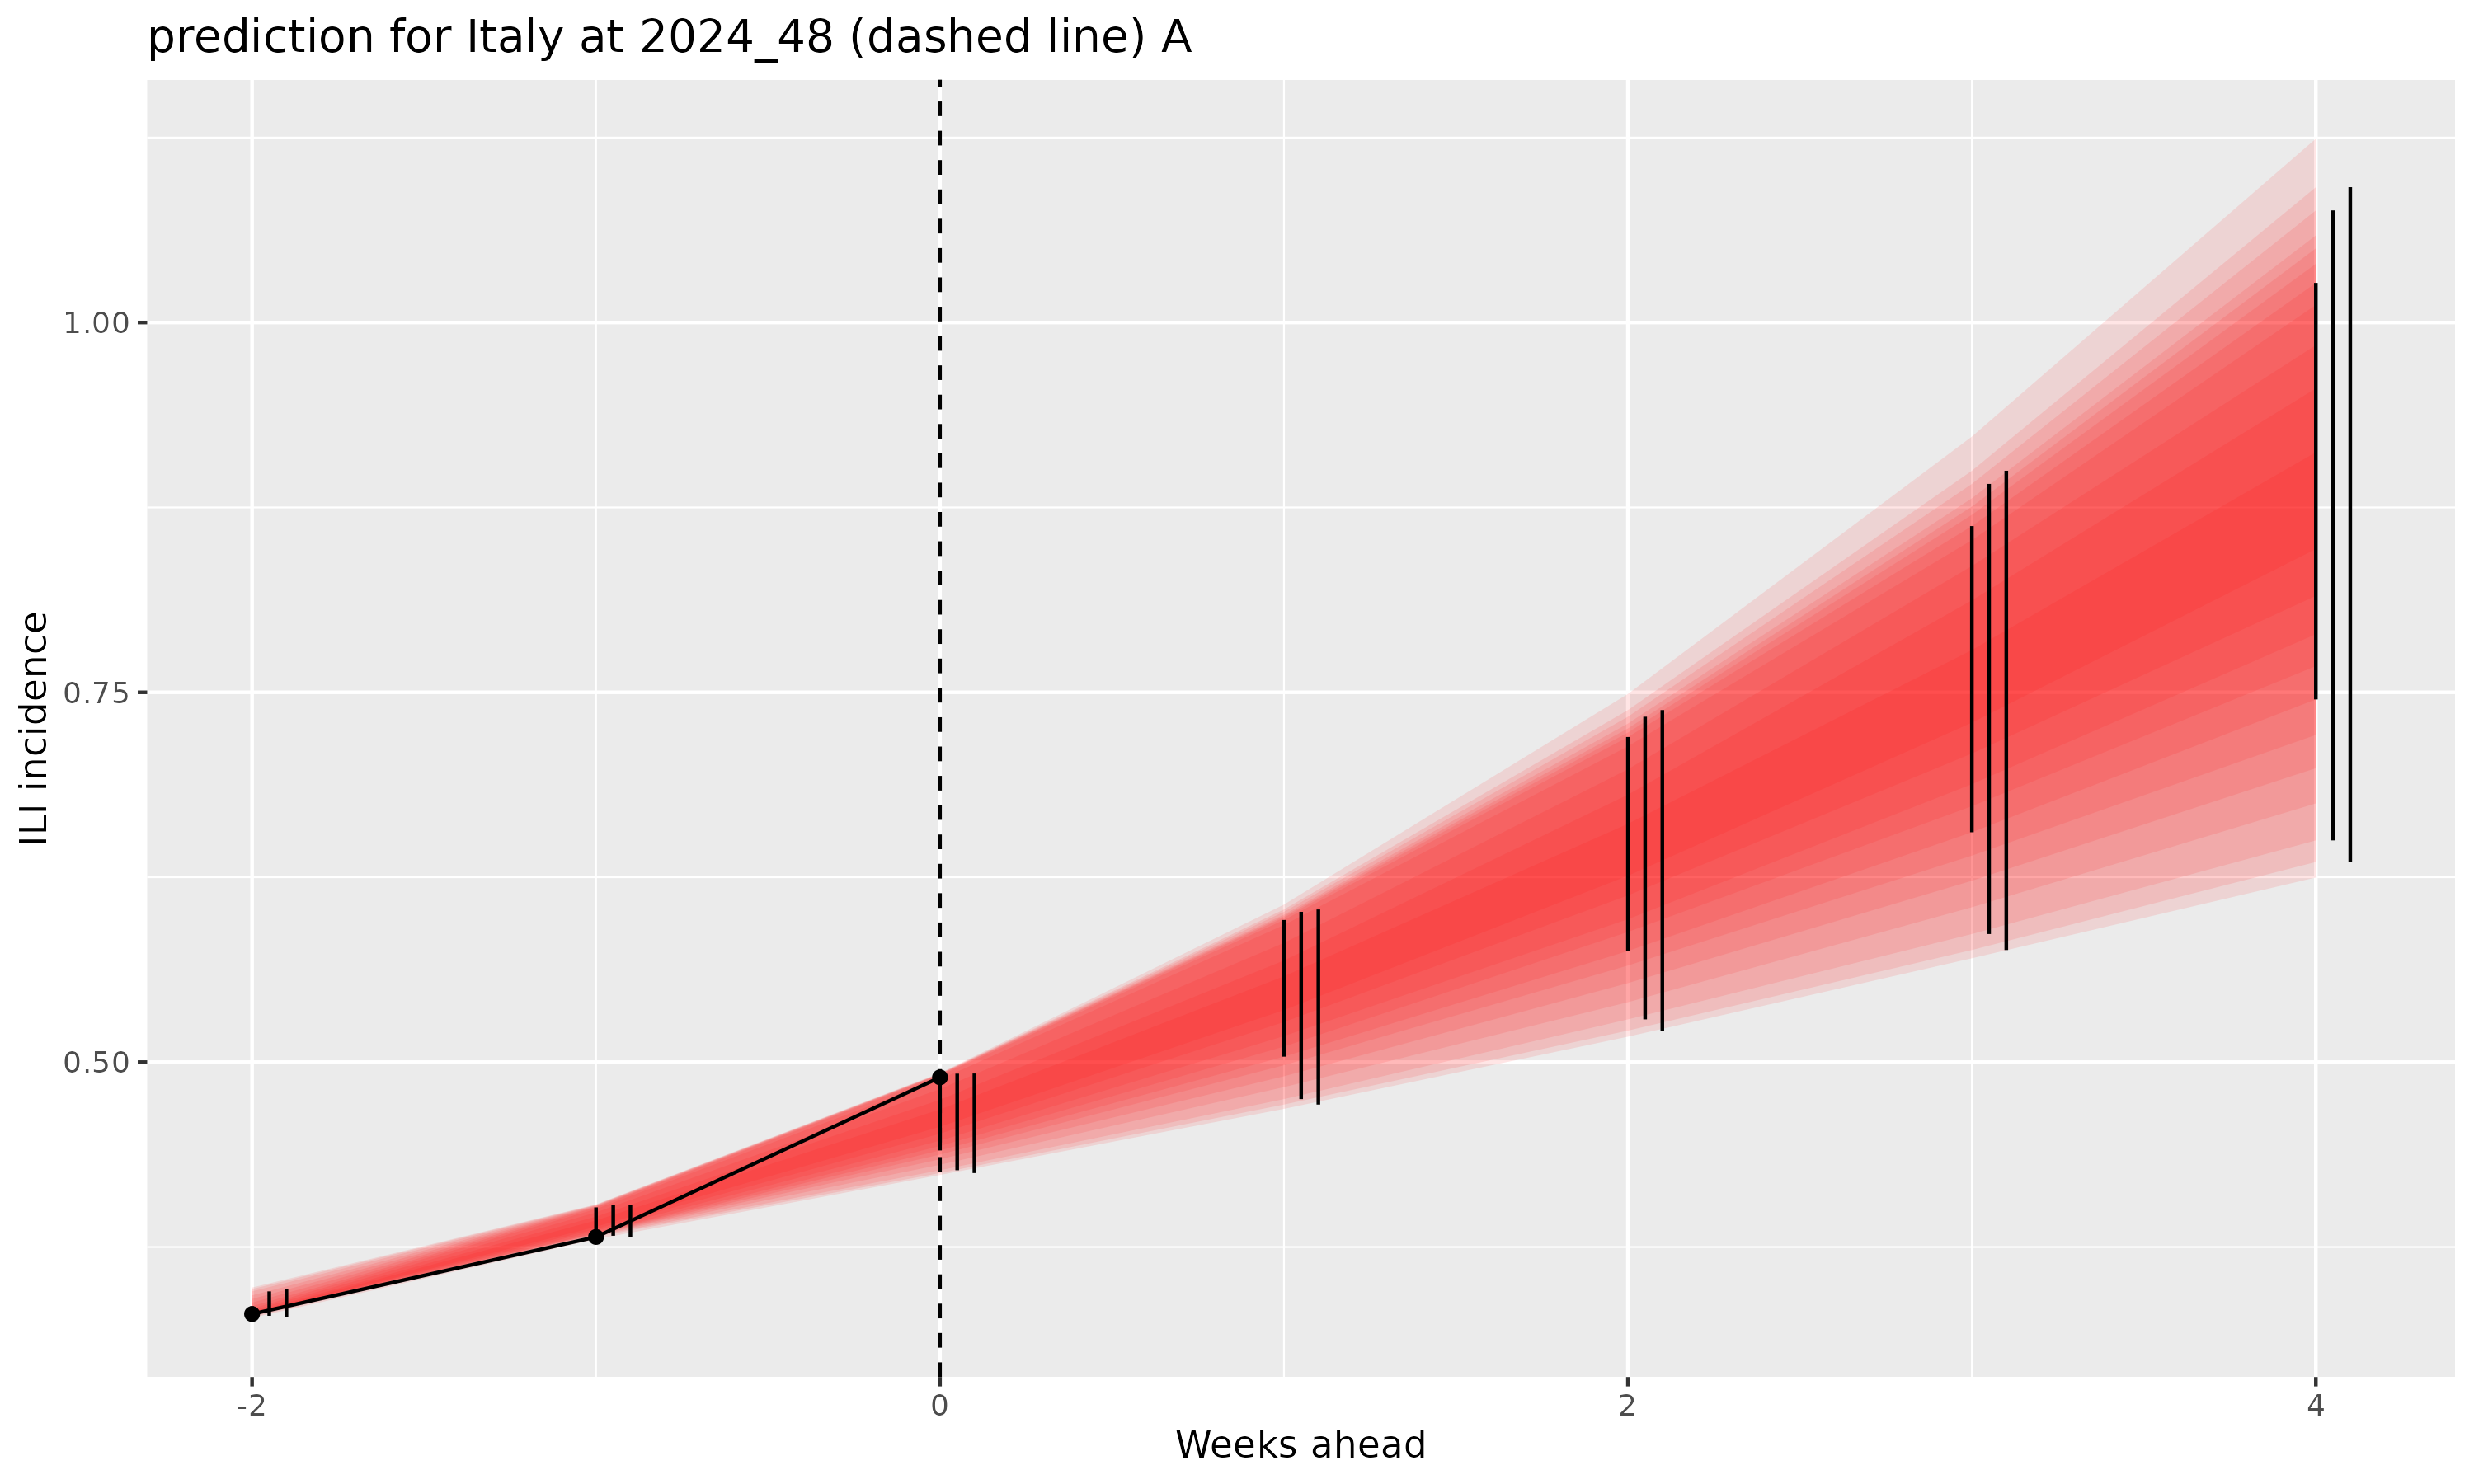 prediction for Italy at 2024_48 (dashed line) A
ILI incidence
1.00
0.75
0.50
-2
0
2
4
Weeks ahead